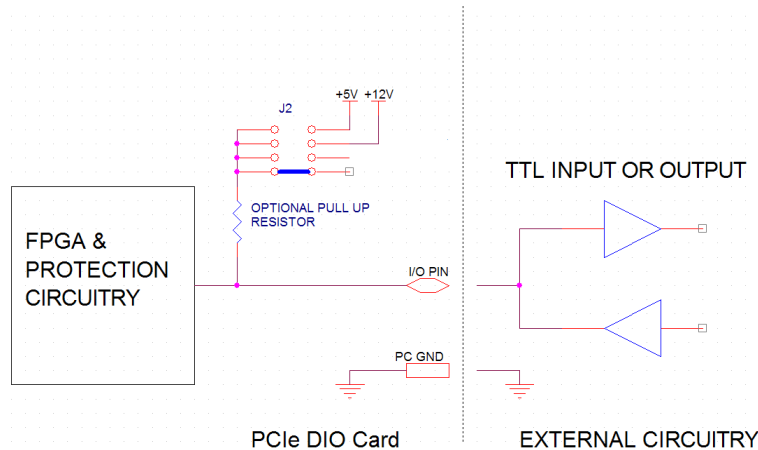 +5V +12V
J2
TTL INPUT OR OUTPUT
OPTIONAL PULL UP
RESISTOR
FPGA &
PROTECTION
CIRCUITRY
I/O PIN
PC GND
PCIe DIO Card
EXTERNAL CIRCUITRY